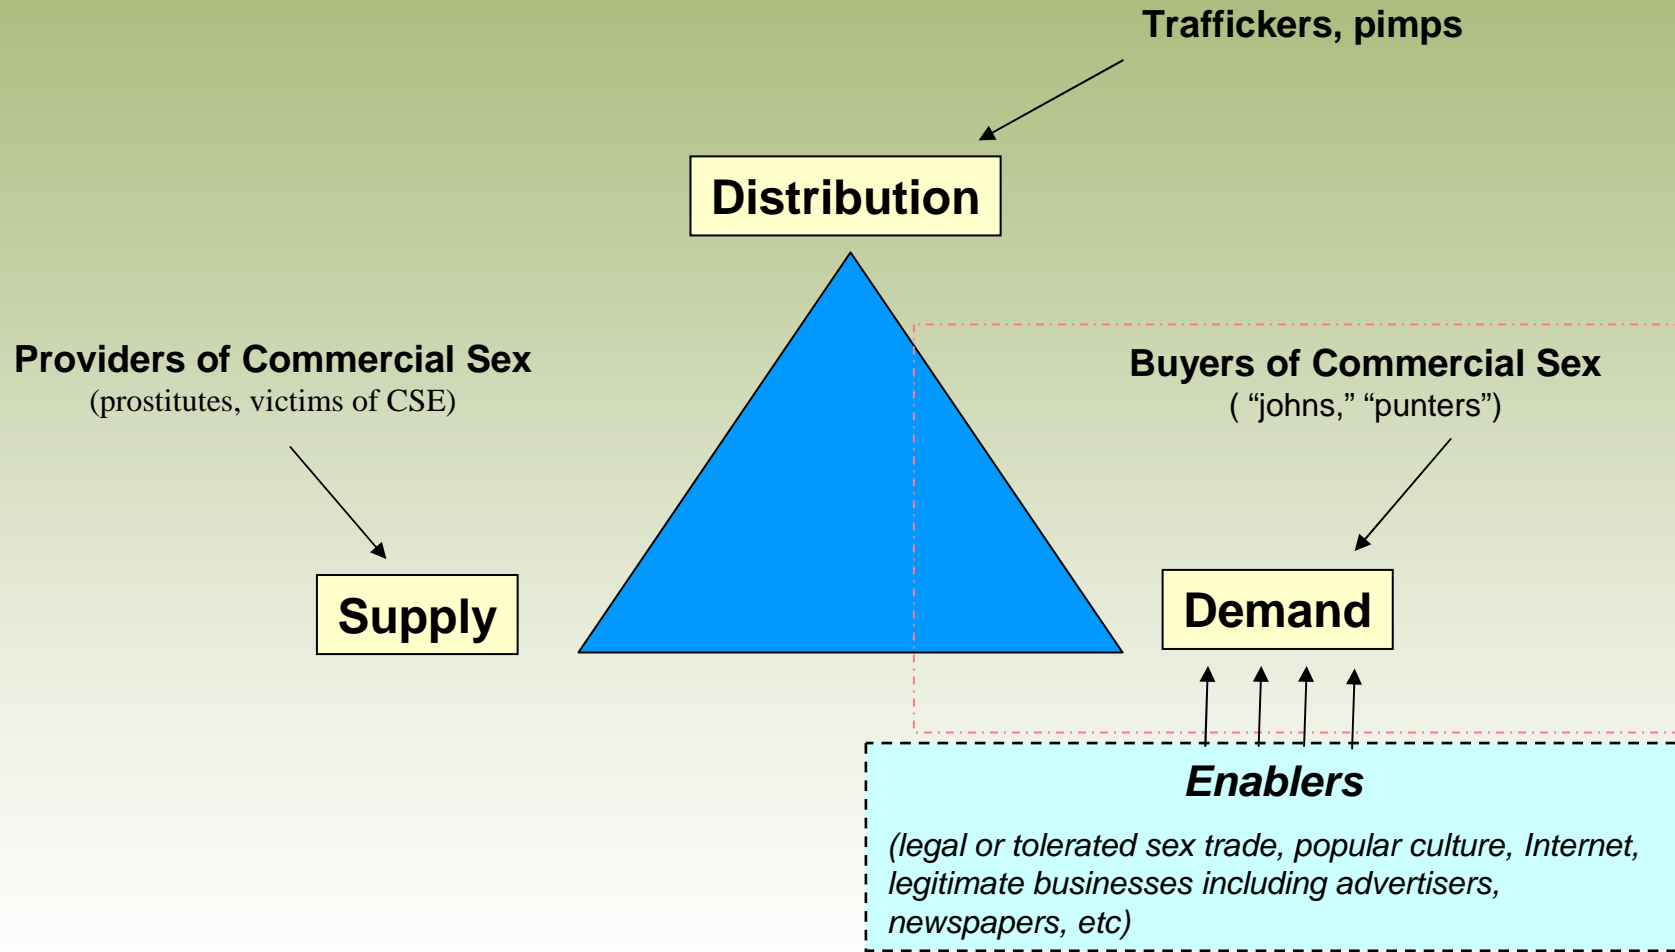 Traffickers, pimps
Distribution
Providers of Commercial Sex
(prostitutes, victims of CSE)
Buyers of Commercial Sex
( “johns,” “punters”)
Supply
Demand
Enablers
(legal or tolerated sex trade, popular culture, Internet,
legitimate businesses including advertisers,
newspapers, etc)